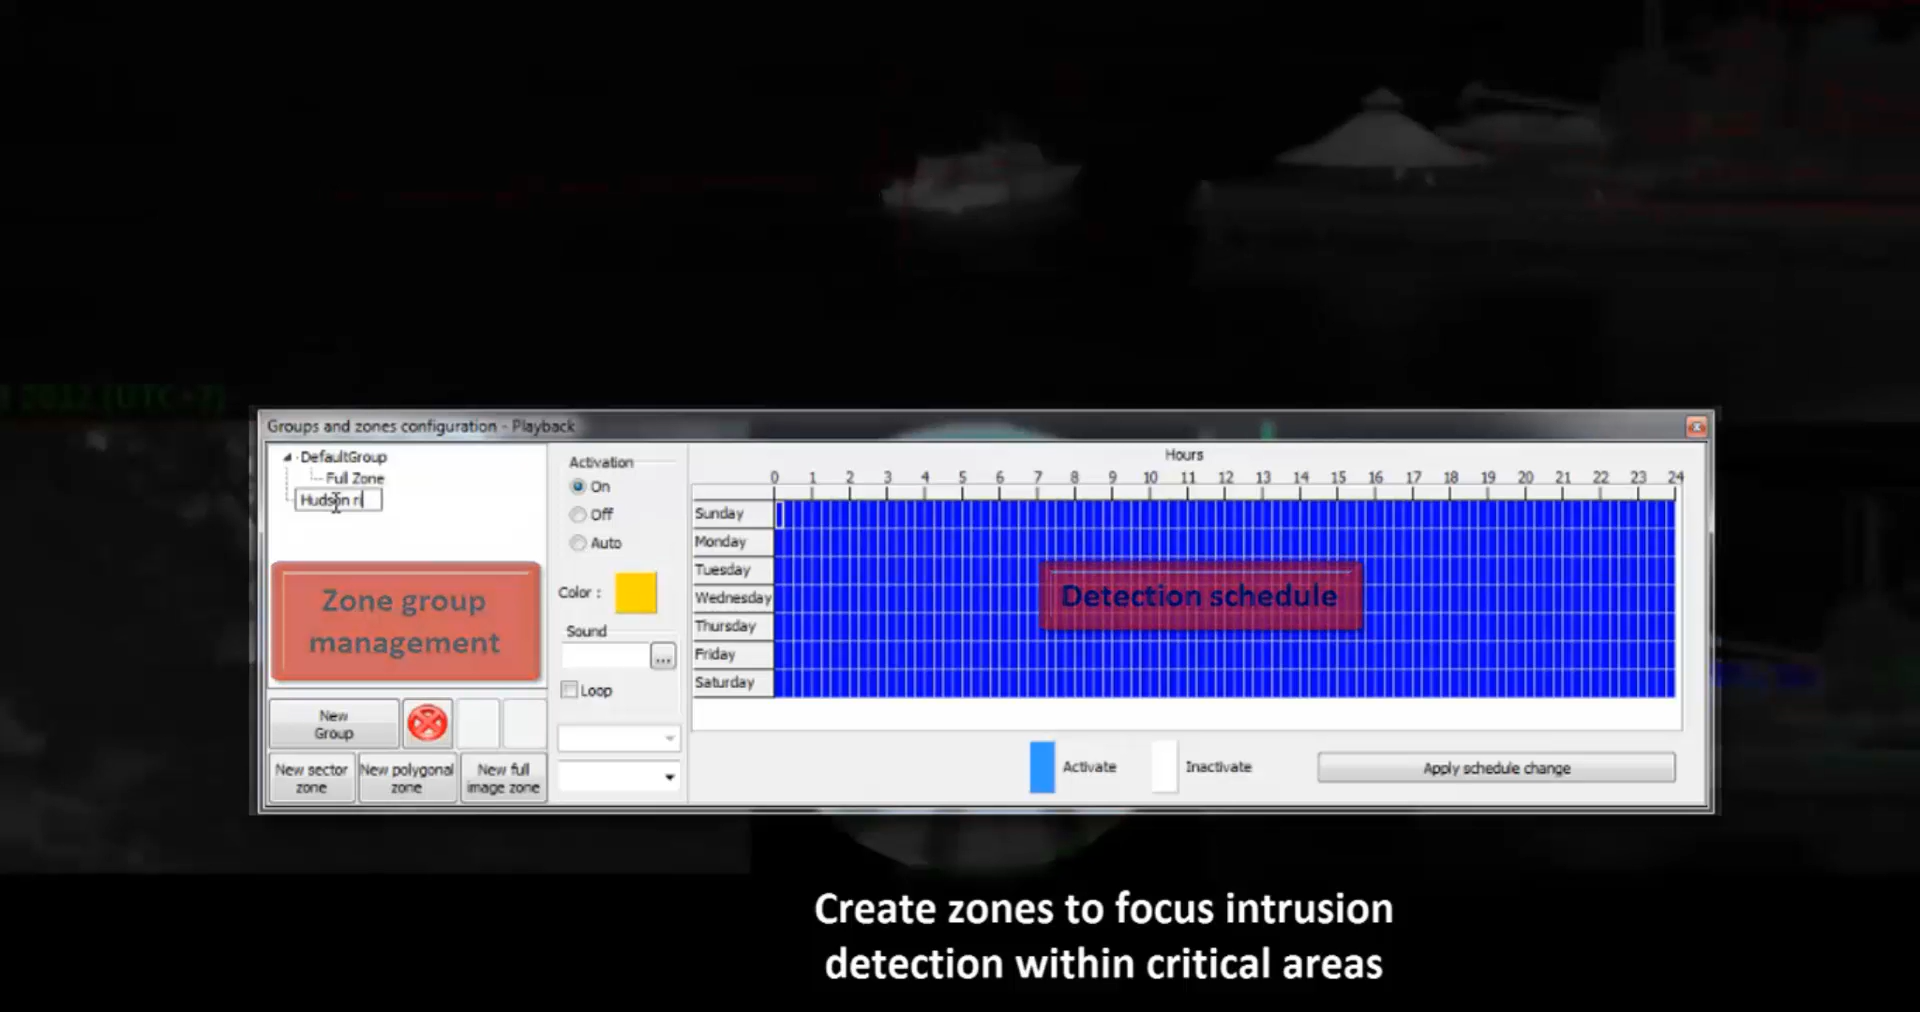 2012 (UTC-7)
Groups and zones configuration - Playback
DefaultGroup
Full Zone
Hudson ri
Zone group
management
New
Group
New sector
zone
New polygonal
zone
New full
image zone
Activation
On
Off
Auto
Color :
Sound
...
Loop
Hours
0 1 2 3 4 5 6 7 8 9 10 11 12 13 14 15 16 17 18 19 20 21 22 23 24
Sunday
Monday
Tuesday
Wednesday
Thursday
Friday
Saturday
Detection schedule
Activate
Inactivate
Apply schedule change
Create zones to focus intrusion
detection within critical areas